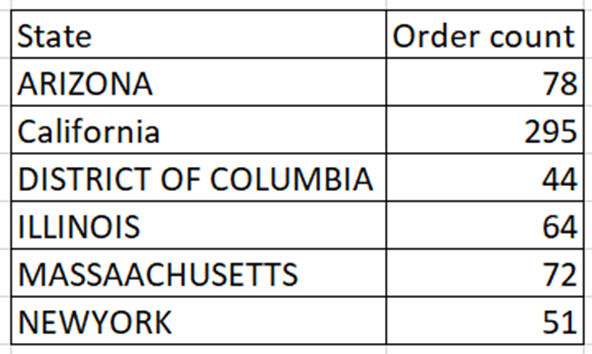 State Order count
ARIZONA 78
California 295
DISTRICT OF COLUMBIA 44
ILLINOIS 64
MASSAACHUSETTS 72
NEWYORK 51